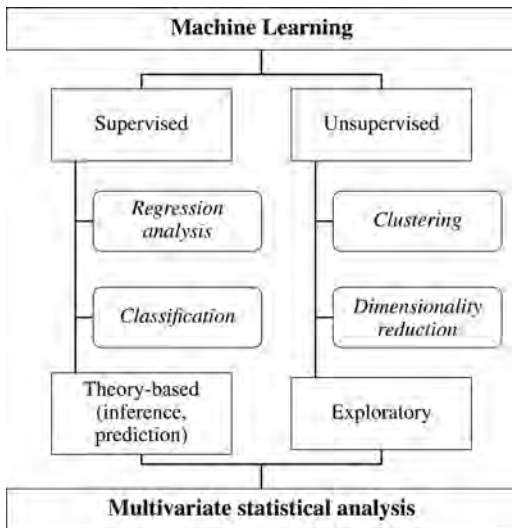 Machine Learning
Supervised
Unsupervised
Regression
analysis
Clustering
Classification
Dimensionality
reduction
Theory-based
(inference,
prediction)
Exploratory
Multivariate statistical analysis